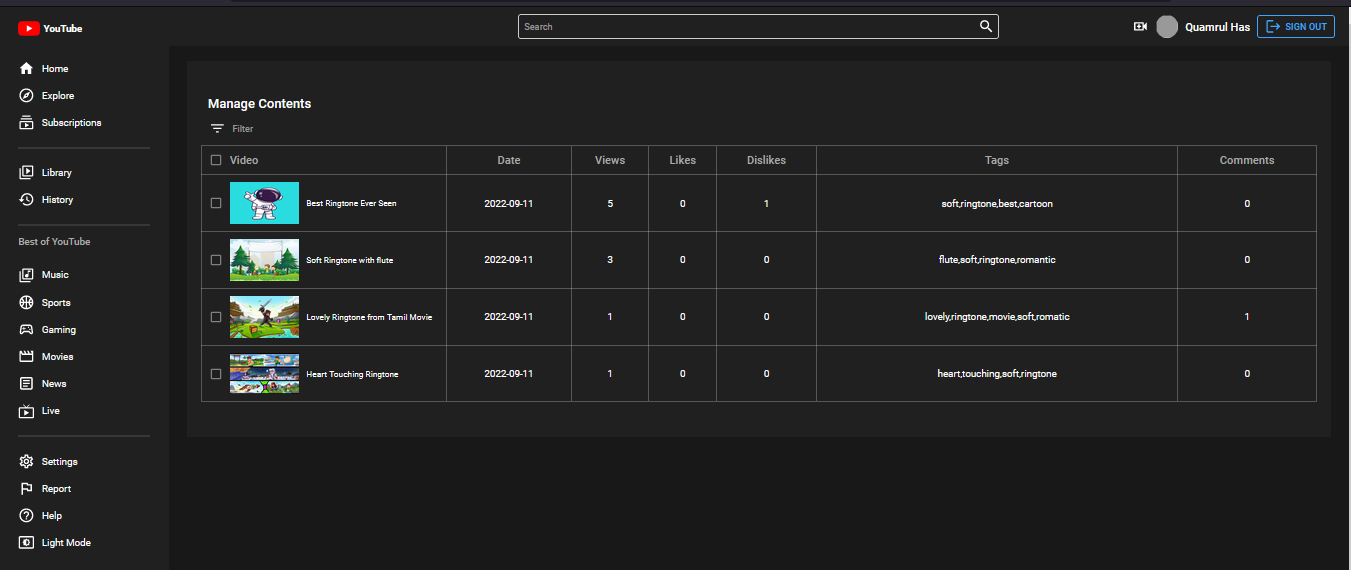 YouTube
Search
Quamrul Has
SIGN OUT
Home
Explore
Subscriptions
Library
History
Best of YouTube
Music
Sports
Gaming
Movies
News
Live
Settings
Report
Help
Light Mode
Manage Contents
Filter
Video Date Views Likes Dislikes Tags Comments
Best Ringtone Ever Seen 2022-09-11 5 0 1 soft,ringtone,best,cartoon 0
Soft Ringtone with flute 2022-09-11 3 0 0 flute,soft,ringtone,romantic 0
Lovely Ringtone from Tamil Movie 2022-09-11 1 0 0 lovely,ringtone,movie,soft,romatic 1
Heart Touching Ringtone 2022-09-11 1 0 0 heart,touching,soft,ringtone 0